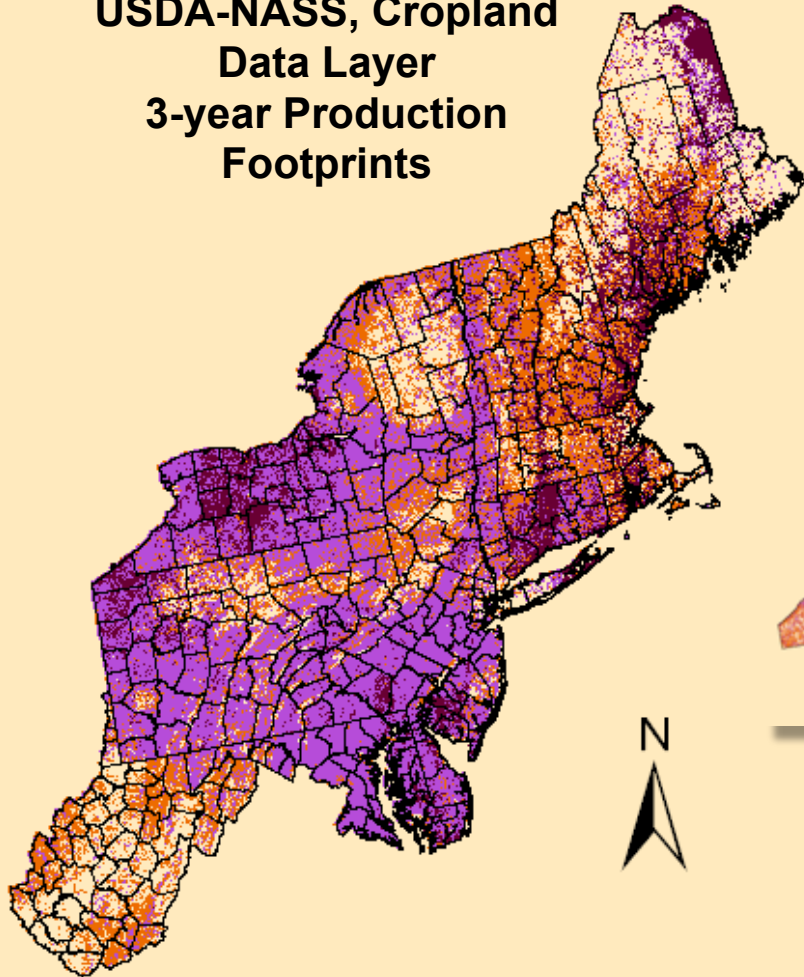 USDA-NASS, Cropland
Data Layer
3-year Production
Footprints
N